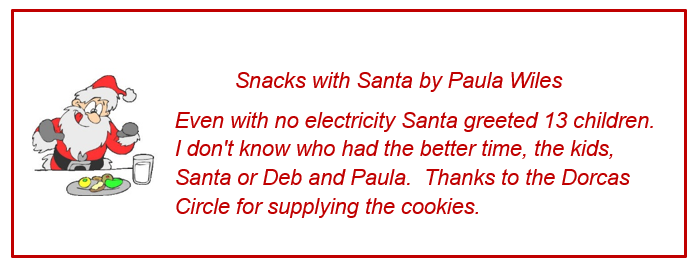 Snacks with Santa by Paula Wiles
Even with no electricity Santa greeted 13 children.
I don't know who had the better time, the kids,
Santa or Deb and Paula.  Thanks to the Dorcas
Circle for supplying the cookies.